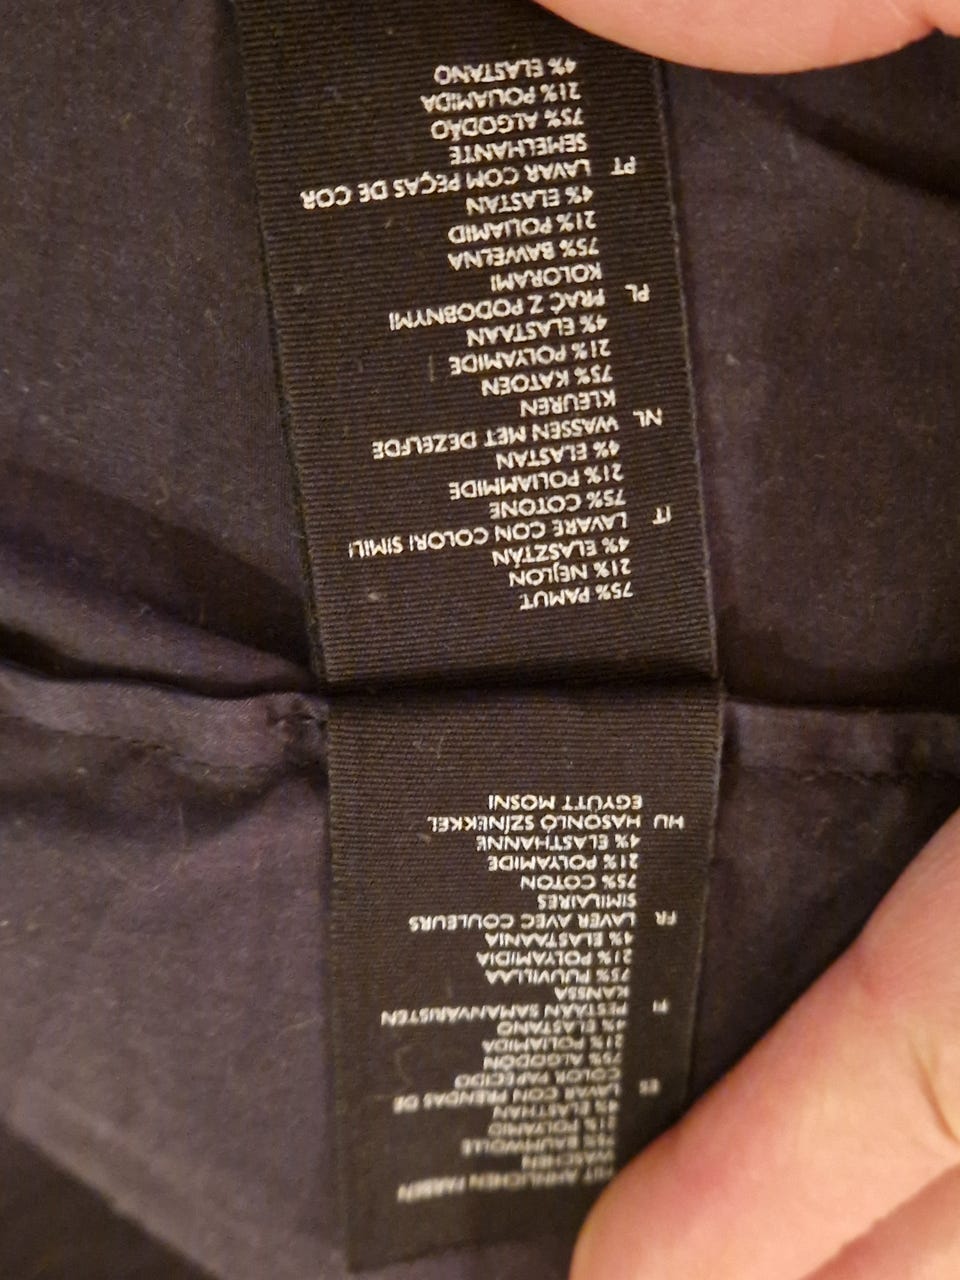 MIT ÄHNLICHEN FARBEN
WASCHEN
75% BAUMWOLLE
21% POLYAMID
4% ELASTHAN
ES LAVAR CON PRENDAS DE
COLOR PARECIDO
75% ALGODÓN
21% POLIAMIDA
4% ELASTANO
FI PESTÄÄN SAMANVÄRISTEN
KANSSA
75% PUUVILLAA
21% POLYAMIDIA
4% ELASTAANIA
FR LAVER AVEC COULEURS
SIMILAIRES
75% COTON
21% POLYAMIDE
4% ELASTHANNE
HU HASONLÓ SZÍNEKKEL
EGYÜTT MOSNI
75% PAMUT
21% NEJLON
4% ELASZTÁN
IT LAVARE CON COLORI SIMILI
75% COTONE
21% POLIAMMIDE
4% ELASTAN
NL WASSEN MET DEZELFDE
KLEUREN
75% KATOEN
21% POLYAMIDE
4% ELASTAAN
PL PRAĆ Z PODOBNYMI
KOLORAMI
75% BAWEŁNA
21% POLIAMID
4% ELASTAN
PT LAVAR COM PEÇAS DE COR
SEMELHANTE
75% ALGODÃO
21% POLIAMIDA
4% ELASTANO